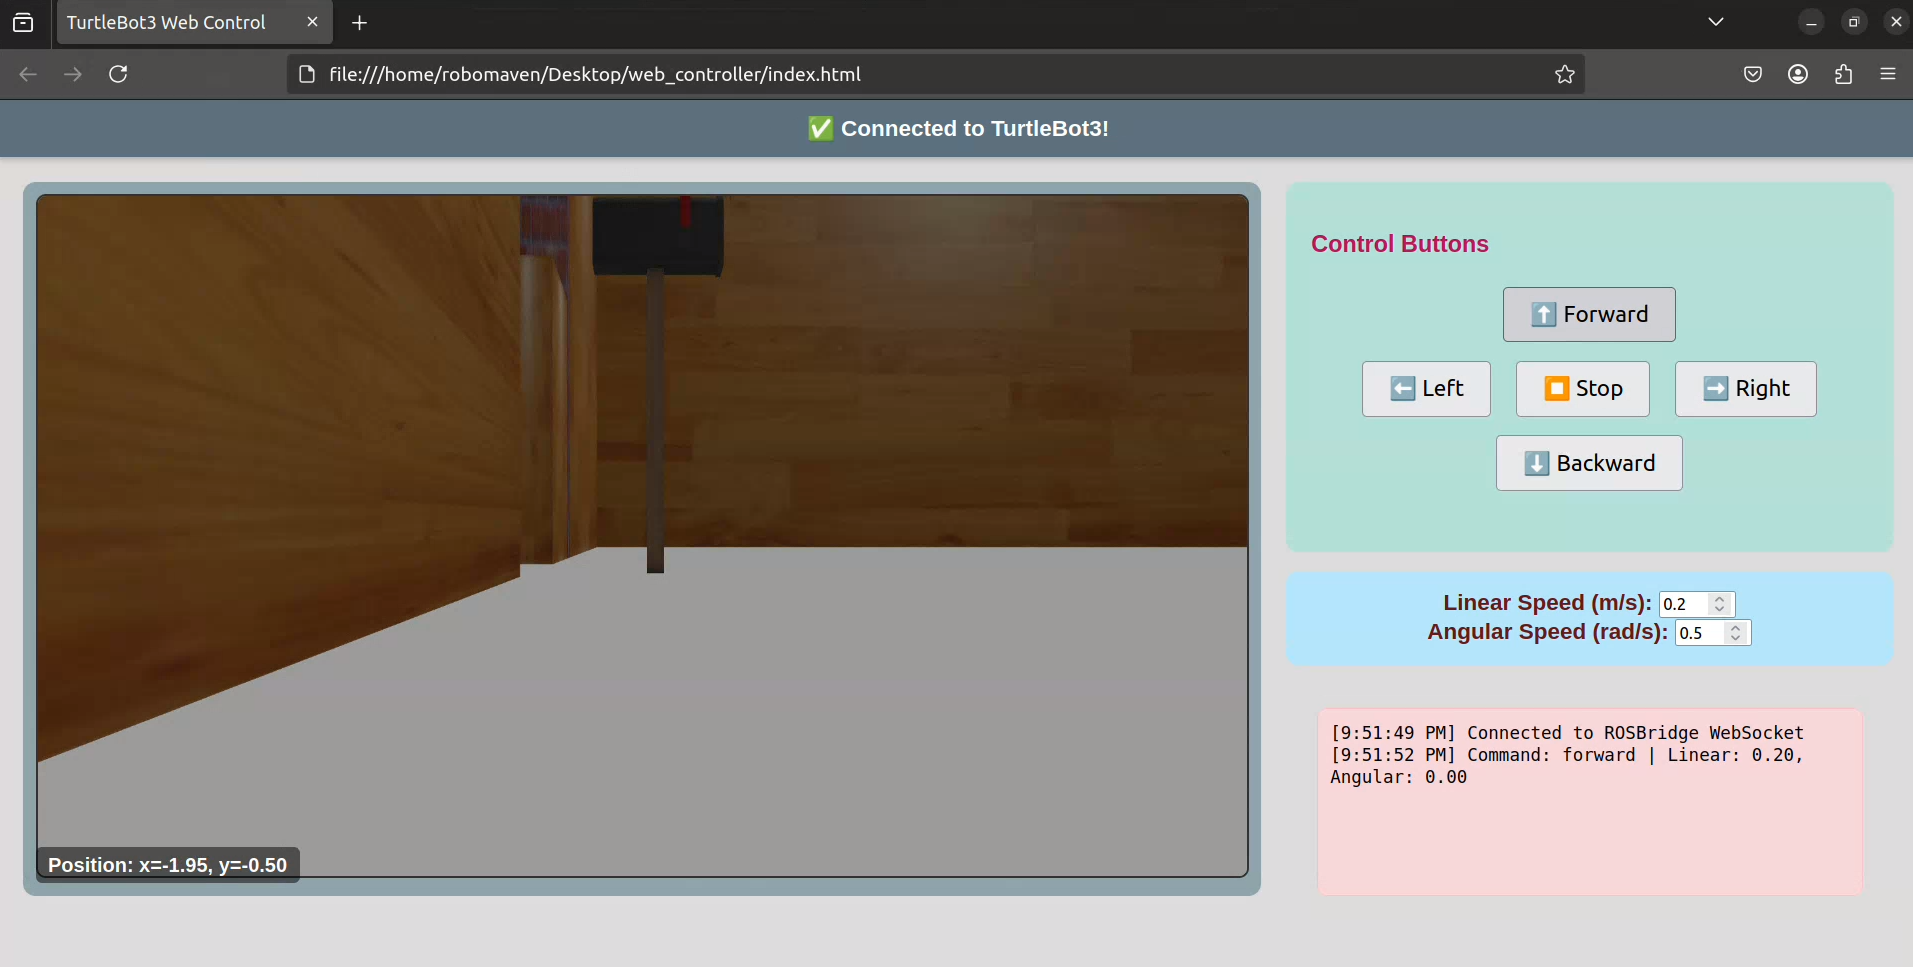 TurtleBot3 Web Control
file:///home/robomaven/Desktop/web_controller/index.html
✅ Connected to TurtleBot3!
Control Buttons
⬆️ Forward
⬅️ Left
⏹️ Stop
➡️ Right
⬇️ Backward
Linear Speed (m/s): 0.2
Angular Speed (rad/s): 0.5
[9:51:49 PM] Connected to ROSBridge WebSocket
[9:51:52 PM] Command: forward | Linear: 0.20,
Angular: 0.00
Position: x=-1.95, y=-0.50